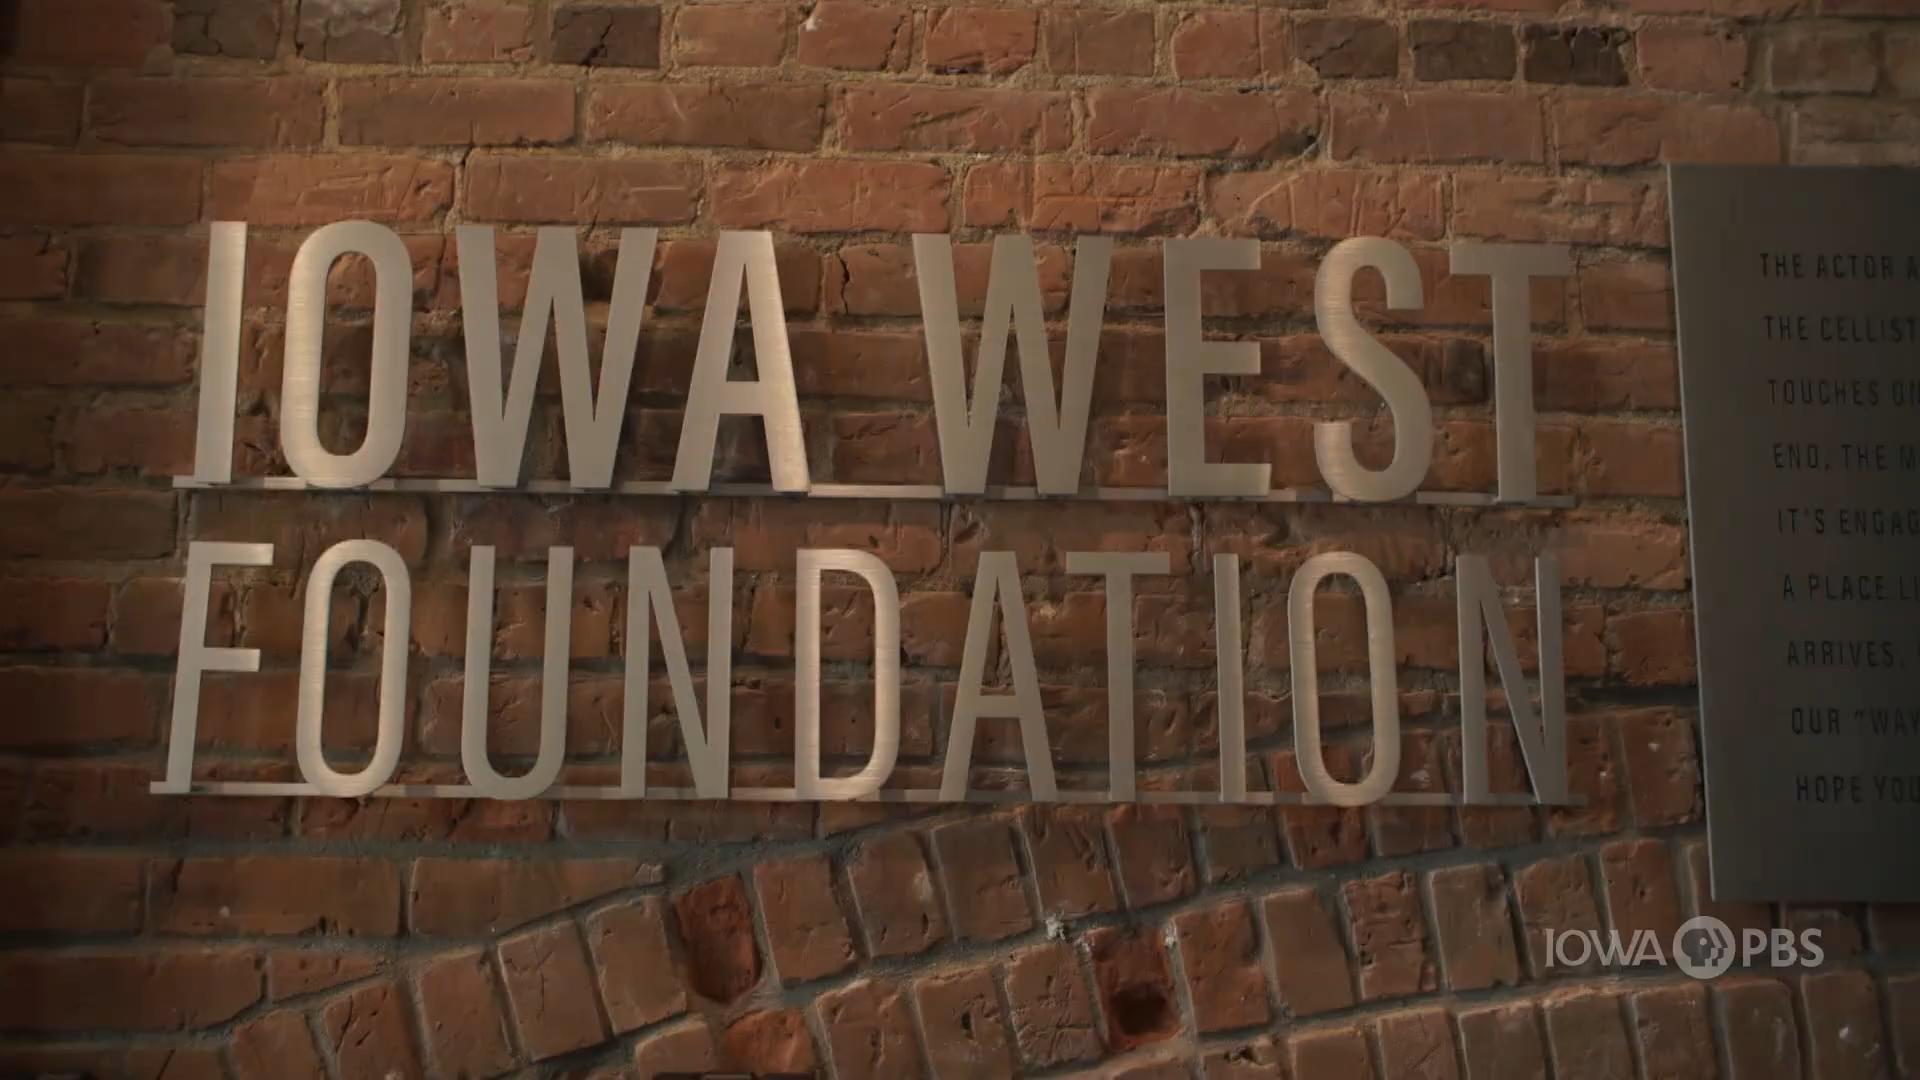 IOWA WEST
FOUNDATION
THE ACTOR
THE CELLIST
TOUCHES ON
END, THE
IT'S
A PLACE
ARRIVES,
OUR "WAY
HOPE YOU
IOWA PBS